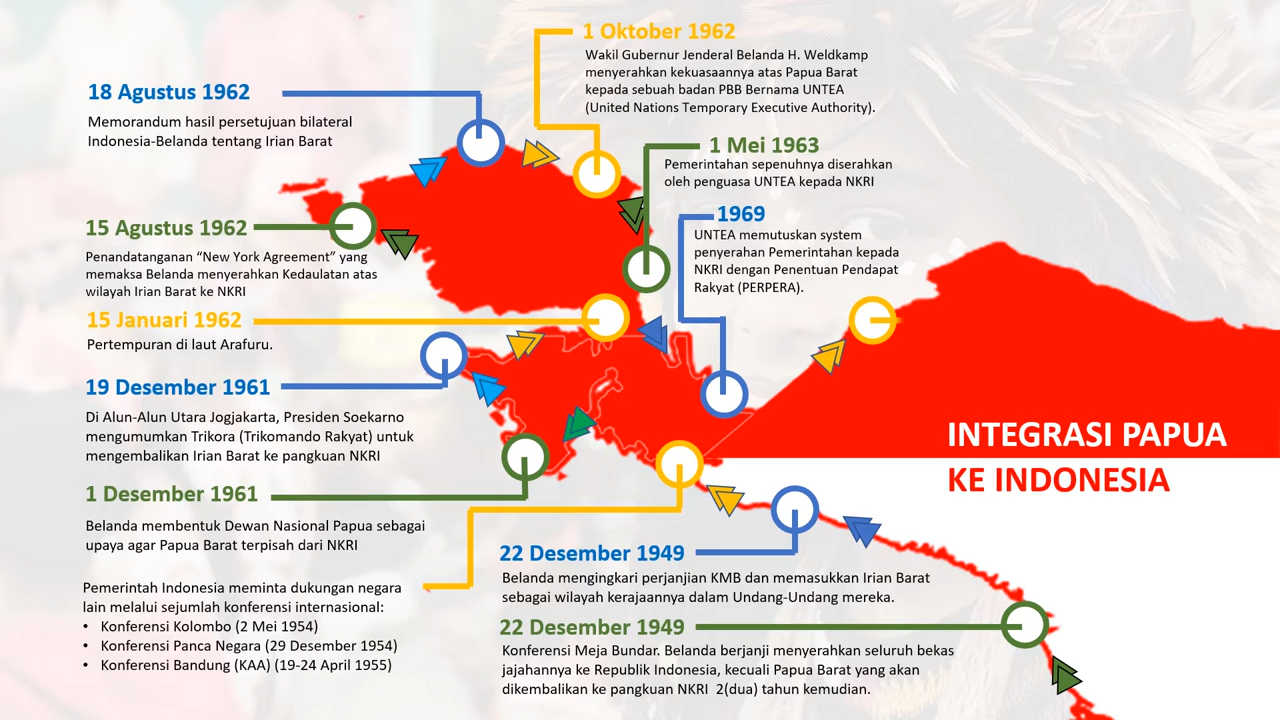 1 Oktober 1962
Wakil Gubernur Jenderal Belanda H. Weldkamp
menyerahkan kekuasaannya atas Papua Barat
kepada sebuah badan PBB Bernama UNTEA
(United Nations Temporary Executive Authority).
18 Agustus 1962
Memorandum hasil persetujuan bilateral
Indonesia-Belanda tentang Irian Barat
1 Mei 1963
Pemerintahan sepenuhnya diserahkan
oleh penguasa UNTEA kepada NKRI
1969
UNTEA memutuskan system
penyerahan Pemerintahan kepada
NKRI dengan Penentuan Pendapat
Rakyat (PERPERA).
15 Agustus 1962
Penandatanganan “New York Agreement” yang
memaksa Belanda menyerahkan Kedaulatan atas
wilayah Irian Barat ke NKRI
15 Januari 1962
Pertempuran di laut Arafuru.
19 Desember 1961
Di Alun-Alun Utara Jogjakarta, Presiden Soekarno
mengumumkan Trikora (Trikomando Rakyat) untuk
mengembalikan Irian Barat ke pangkuan NKRI
1 Desember 1961
Belanda membentuk Dewan Nasional Papua sebagai
upaya agar Papua Barat terpisah dari NKRI
Pemerintah Indonesia meminta dukungan negara
lain melalui sejumlah konferensi internasional:
• Konferensi Kolombo (2 Mei 1954)
• Konferensi Panca Negara (29 Desember 1954)
• Konferensi Bandung (KAA) (19-24 April 1955)
22 Desember 1949
Belanda mengingkari perjanjian KMB dan memasukkan Irian Barat
sebagai wilayah kerajaannya dalam Undang-Undang mereka.
22 Desember 1949
Konferensi Meja Bundar. Belanda berjanji menyerahkan seluruh bekas
jajahannya ke Republik Indonesia, kecuali Papua Barat yang akan
dikembalikan ke pangkuan NKRI 2(dua) tahun kemudian.
INTEGRASI PAPUA
KE INDONESIA